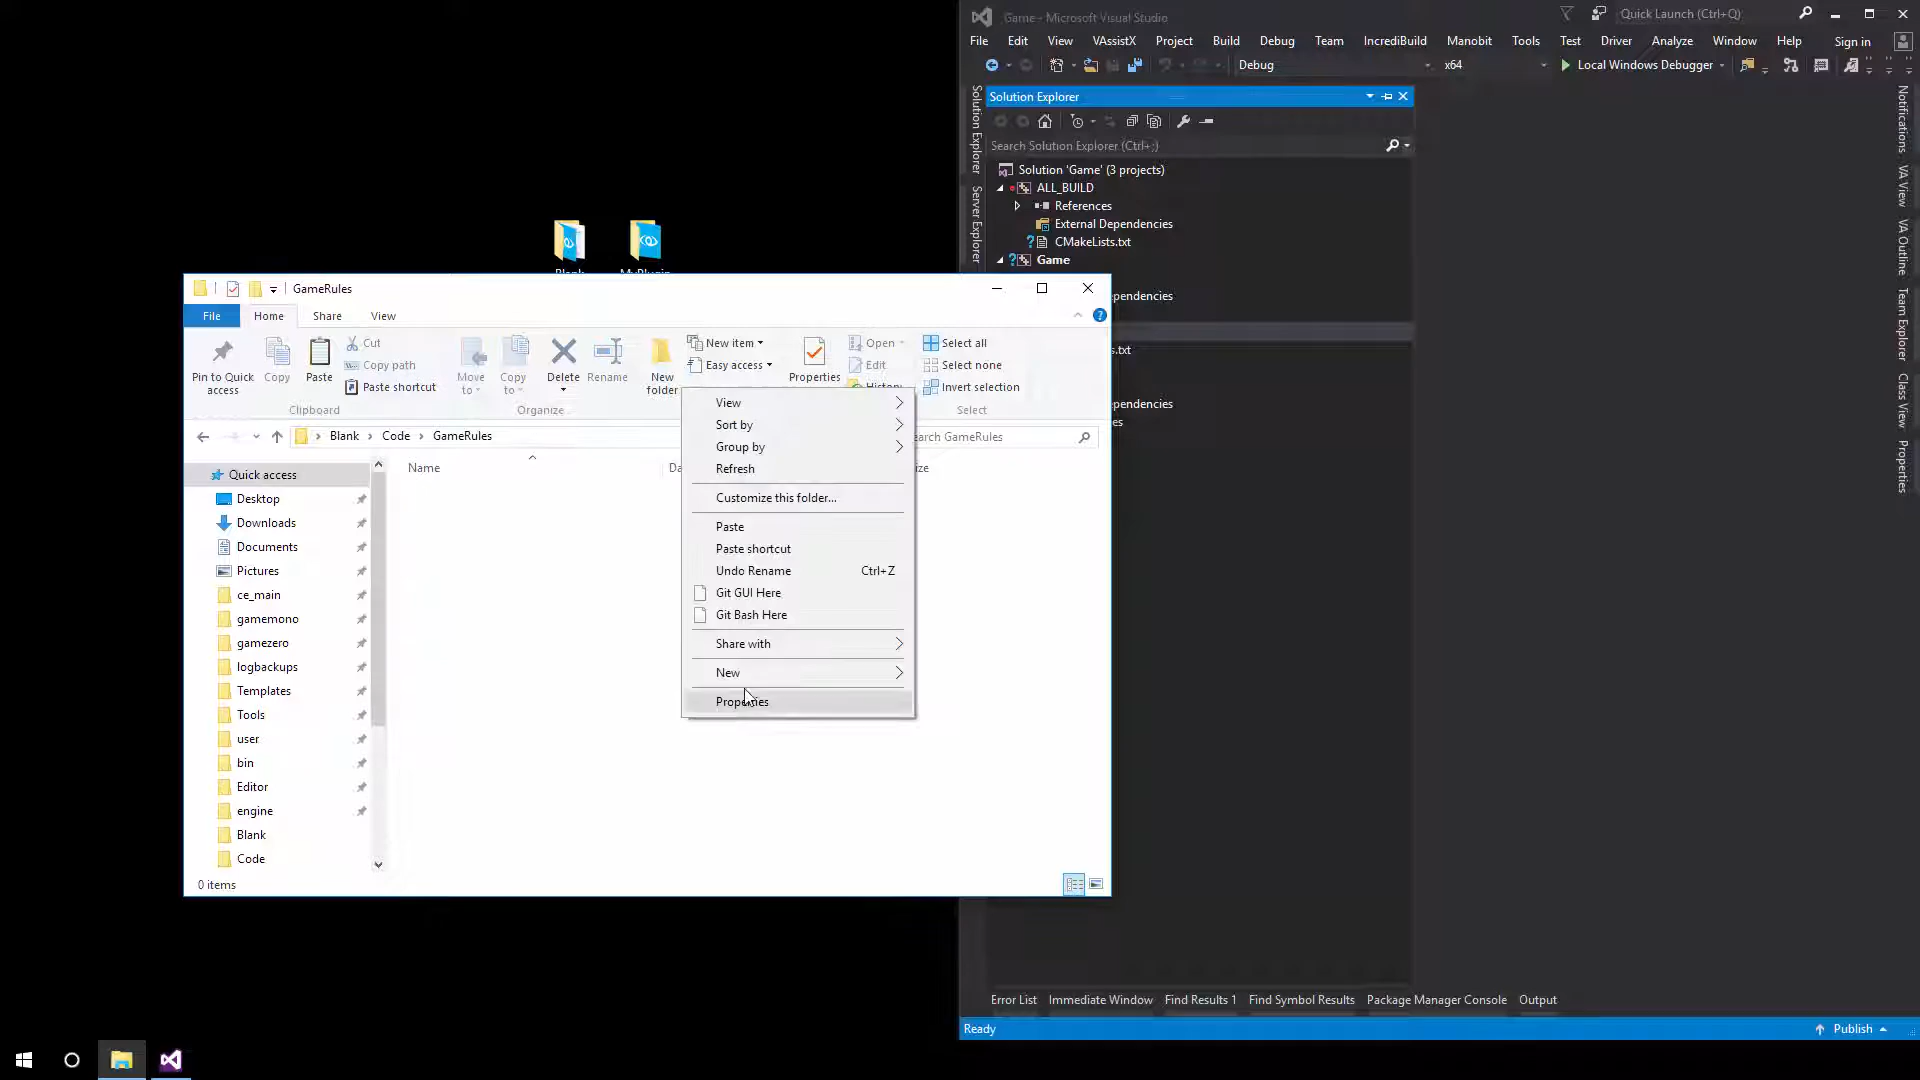 Game - Microsoft Visual Studio
Quick Launch (Ctrl+Q)
File Edit View VAssistX Project Build Debug Team IncrediBuild Manobit Tools Test Driver Analyze Window Help Sign in
Debug x64 Local Windows Debugger
Solution Explorer
Server Explorer
Solution Explorer
Search Solution Explorer (Ctrl+;)
Solution 'Game' (3 projects)
ALL_BUILD
References
External Dependencies
CMakeLists.txt
Game
ependencies
s.txt
ependencies
es
Notifications
VA View
VA Outline
Team Explorer
Class View
Properties
Error List Immediate Window Find Results 1 Find Symbol Results Package Manager Console Output
Ready
Publish
GameRules
File Home Share View
Pin to Quick access
Copy
Paste
Cut
Copy path
Paste shortcut
Clipboard
Move to
Copy to
Delete
Rename
Organize
New folder
New item
Easy access
Properties
Open
Edit
History
Select all
Select none
Invert selection
Select
Blank Code GameRules
earch GameRules
Name
Da
ze
Quick access
Desktop
Downloads
Documents
Pictures
ce_main
gamemono
gamezero
logbackups
Templates
Tools
user
bin
Editor
engine
Blank
Code
0 items
View
Sort by
Group by
Refresh
Customize this folder...
Paste
Paste shortcut
Undo Rename Ctrl+Z
Git GUI Here
Git Bash Here
Share with
New
Properties